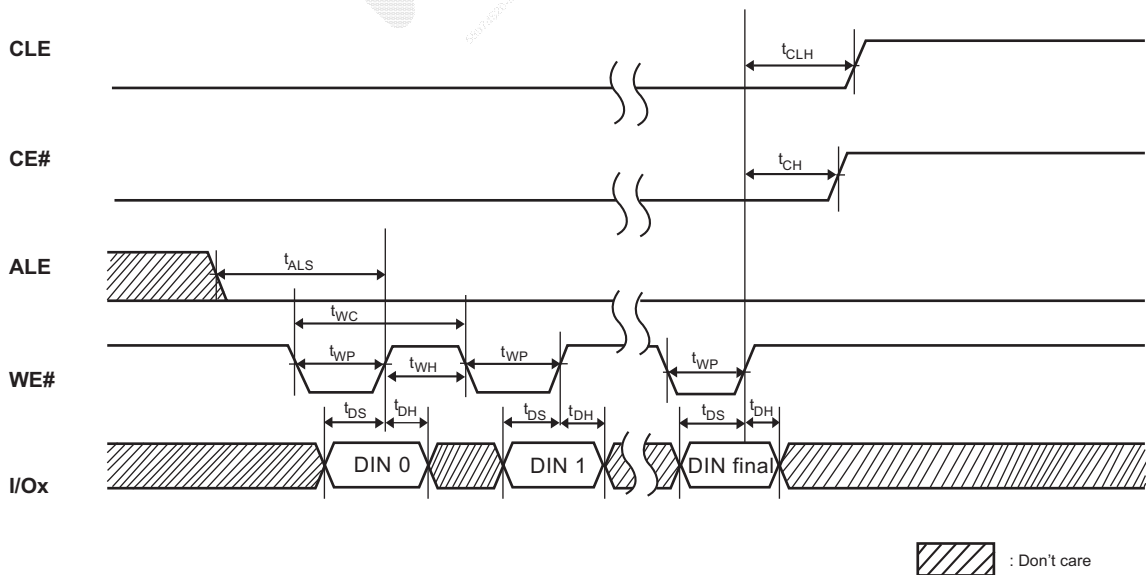 CLE
tCLH
CE#
tCH
ALE
tALS
tWC
WE#
tWP
tWH
tWP
tWP
tDS
tDH
tDS
tDH
tDS
tDH
I/Ox
DIN 0
DIN 1
DIN final
: Don't care